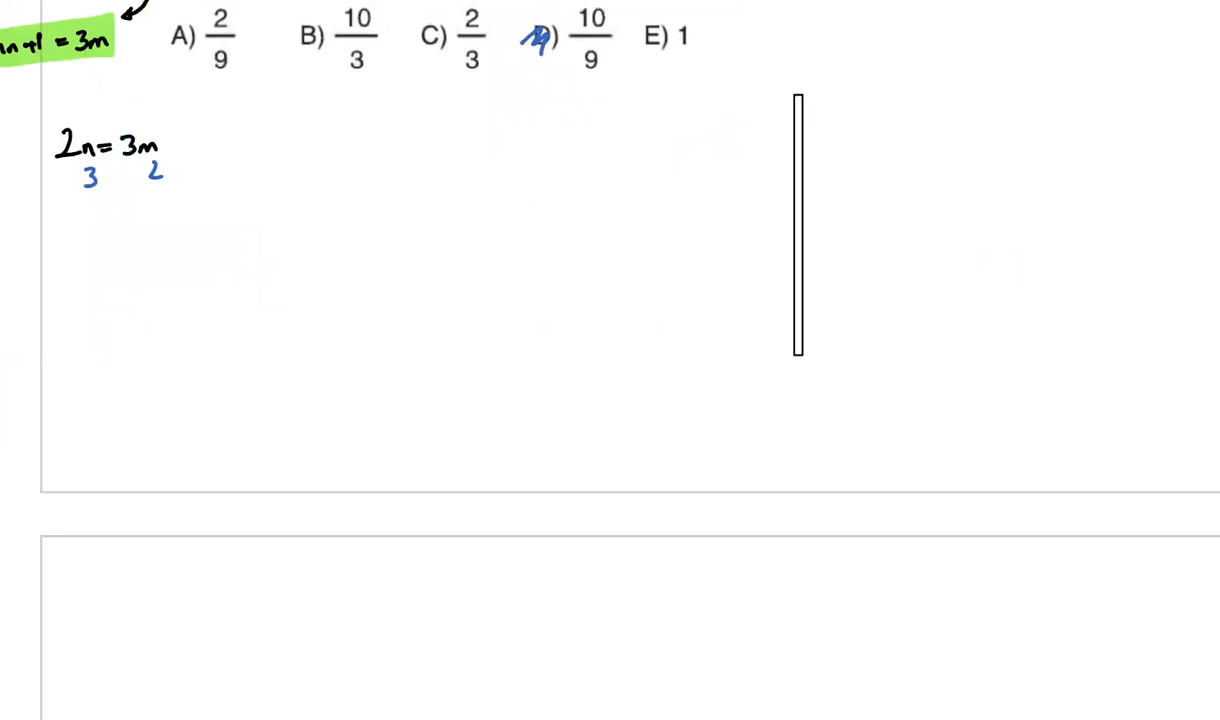 +1 = 3m
A) 2/9 B) 10/3 C) 2/3 10/9 E) 1
2n = 3m
3 2